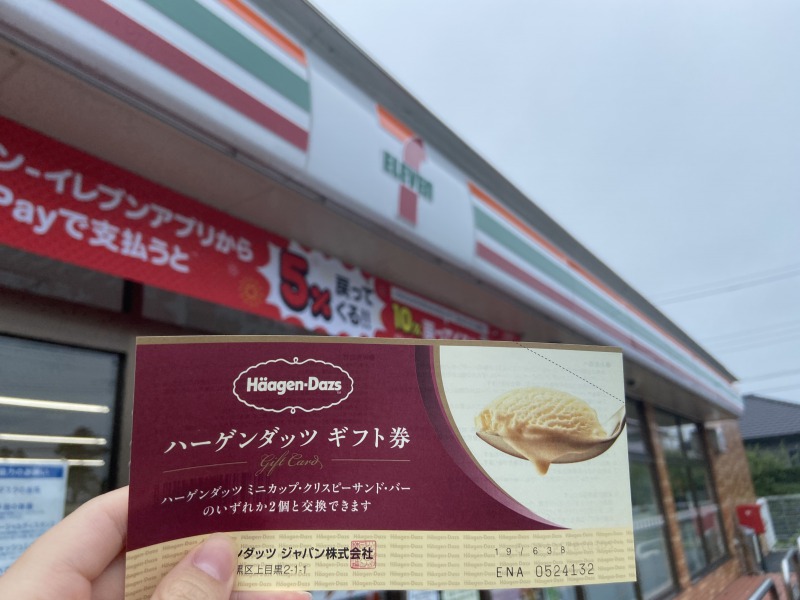 ELEVEN
ン‐イレブンアプリから
Payで支払うと
5%
戻って
くる!!
10
Häagen-Dazs
ハーゲンダッツ ギフト券
Gift Card
ハーゲンダッツ ミニカップ・クリスピーサンド・バー
のいずれか2個と交換できます
ンダッツ ジャパン株式会社
黒区上目黒2-1-1
19/638
ENA 0524132